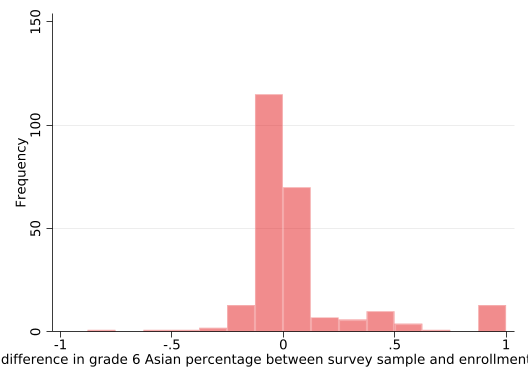 150
100
50
0
Frequency
-1 -.5 0 .5 1
difference in grade 6 Asian percentage between survey sample and enrollment